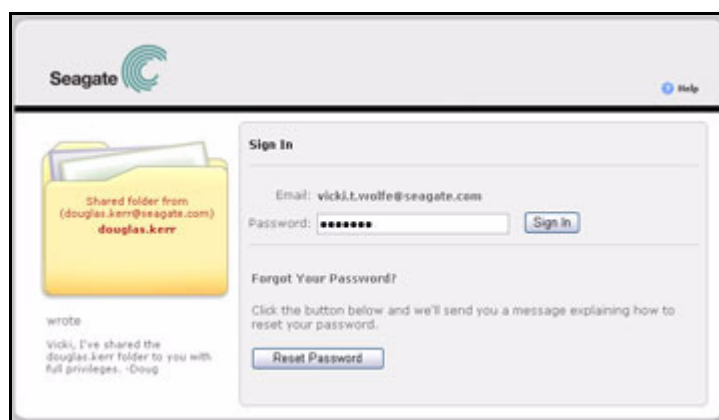 Seagate
Help
Shared folder from
(douglas.kerr@seagate.com)
douglas.kerr
wrote
Vicki, I've shared the
douglas.kerr folder to you with
full privileges. -Doug
Sign In
Email: vicki.t.wolfe@seagate.com
Password: •••••••
Sign In
Forgot Your Password?
Click the button below and we'll send you a message explaining how to
reset your password.
Reset Password